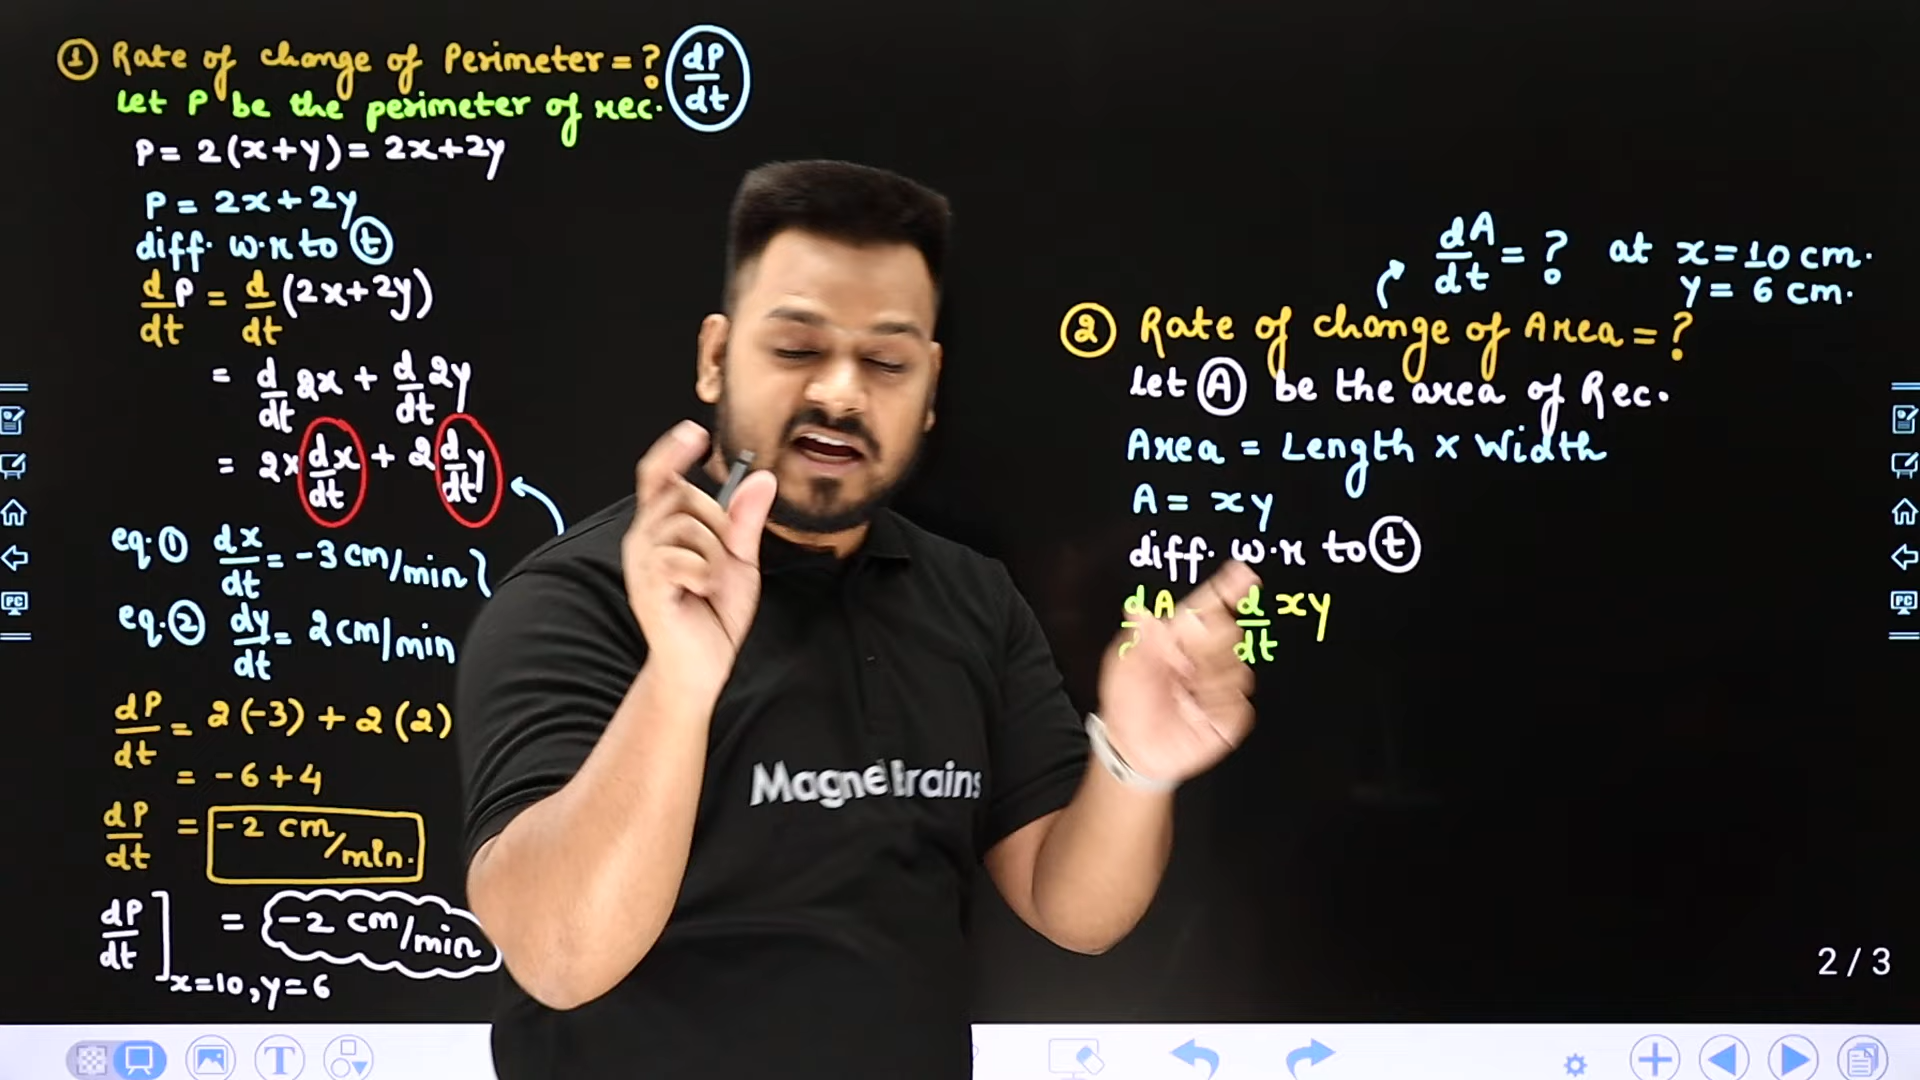 ① Rate of change of Perimeter = ? dP/dt
Let P be the perimeter of rec.
P = 2(x+y) = 2x+2y
P = 2x+2y
diff. w.r to t
d/dt P = d/dt (2x+2y)
= d/dt 2x + d/dt 2y
= 2x dx/dt + 2 d/dt y
eq.① dx/dt = -3 cm/min
eq.② dy/dt = 2 cm/min
dP/dt = 2(-3) + 2(2)
= -6+4
dP/dt = -2 cm/min.
dP/dt]x=10, y=6 = -2 cm/min
dA/dt = ? at x = 10 cm.
y = 6 cm.
② Rate of change of Area = ?
Let A be the area of Rec.
Area = Length × Width
A = xy
diff. w.r to t
d A d/dt xy
Magne Brains
2 / 3
PC
PC
T